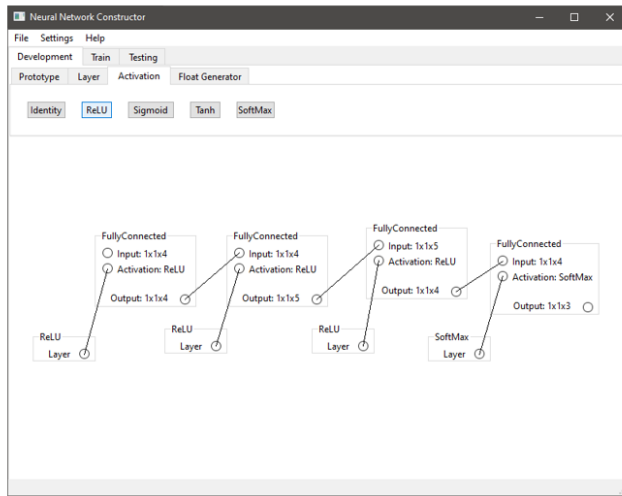 Neural Network Constructor
File Settings Help
Development Train Testing
Prototype Layer Activation Float Generator
Identity ReLU Sigmoid Tanh SoftMax
FullyConnected
Input: 1x1x4
Activation: ReLU
Output: 1x1x4
FullyConnected
Input: 1x1x4
Activation: ReLU
Output: 1x1x5
FullyConnected
Input: 1x1x5
Activation: ReLU
Output: 1x1x4
FullyConnected
Input: 1x1x4
Activation: SoftMax
Output: 1x1x3
ReLU
Layer
ReLU
Layer
ReLU
Layer
SoftMax
Layer